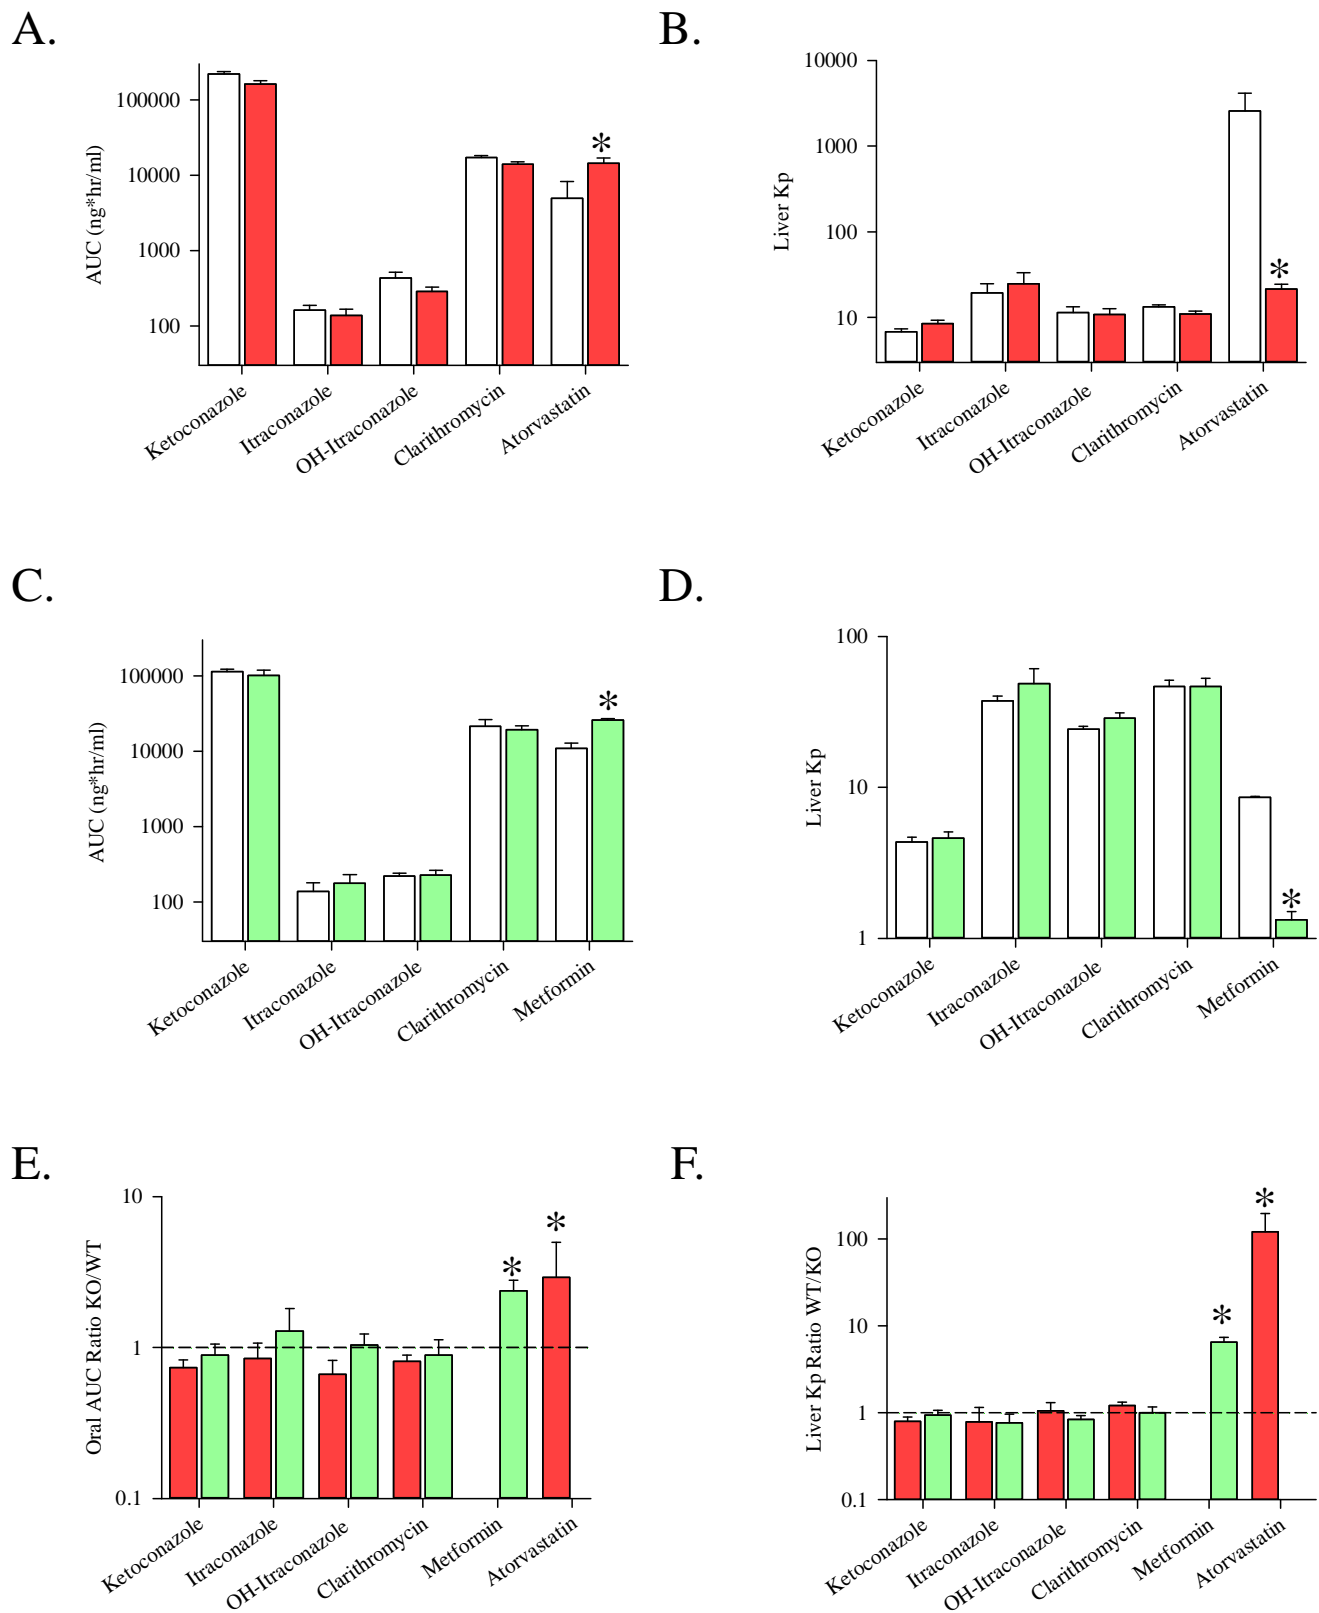 A.
AUC (ng*hr/ml)
100000
10000
1000
100
*
Ketoconazole
Itraconazole
OH-Itraconazole
Clarithromycin
Atorvastatin
B.
Liver Kp
10000
1000
100
10
*
Ketoconazole
Itraconazole
OH-Itraconazole
Clarithromycin
Atorvastatin
C.
AUC (ng*hr/ml)
100000
10000
1000
100
*
Ketoconazole
Itraconazole
OH-Itraconazole
Clarithromycin
Metformin
D.
Liver Kp
100
10
1
*
Ketoconazole
Itraconazole
OH-Itraconazole
Clarithromycin
Metformin
E.
Oral AUC Ratio KO/WT
10
1
0.1
*
*
Ketoconazole
Itraconazole
OH-Itraconazole
Clarithromycin
Metformin
Atorvastatin
F.
Liver Kp Ratio WT/KO
100
10
1
0.1
*
*
Ketoconazole
Itraconazole
OH-Itraconazole
Clarithromycin
Metformin
Atorvastatin